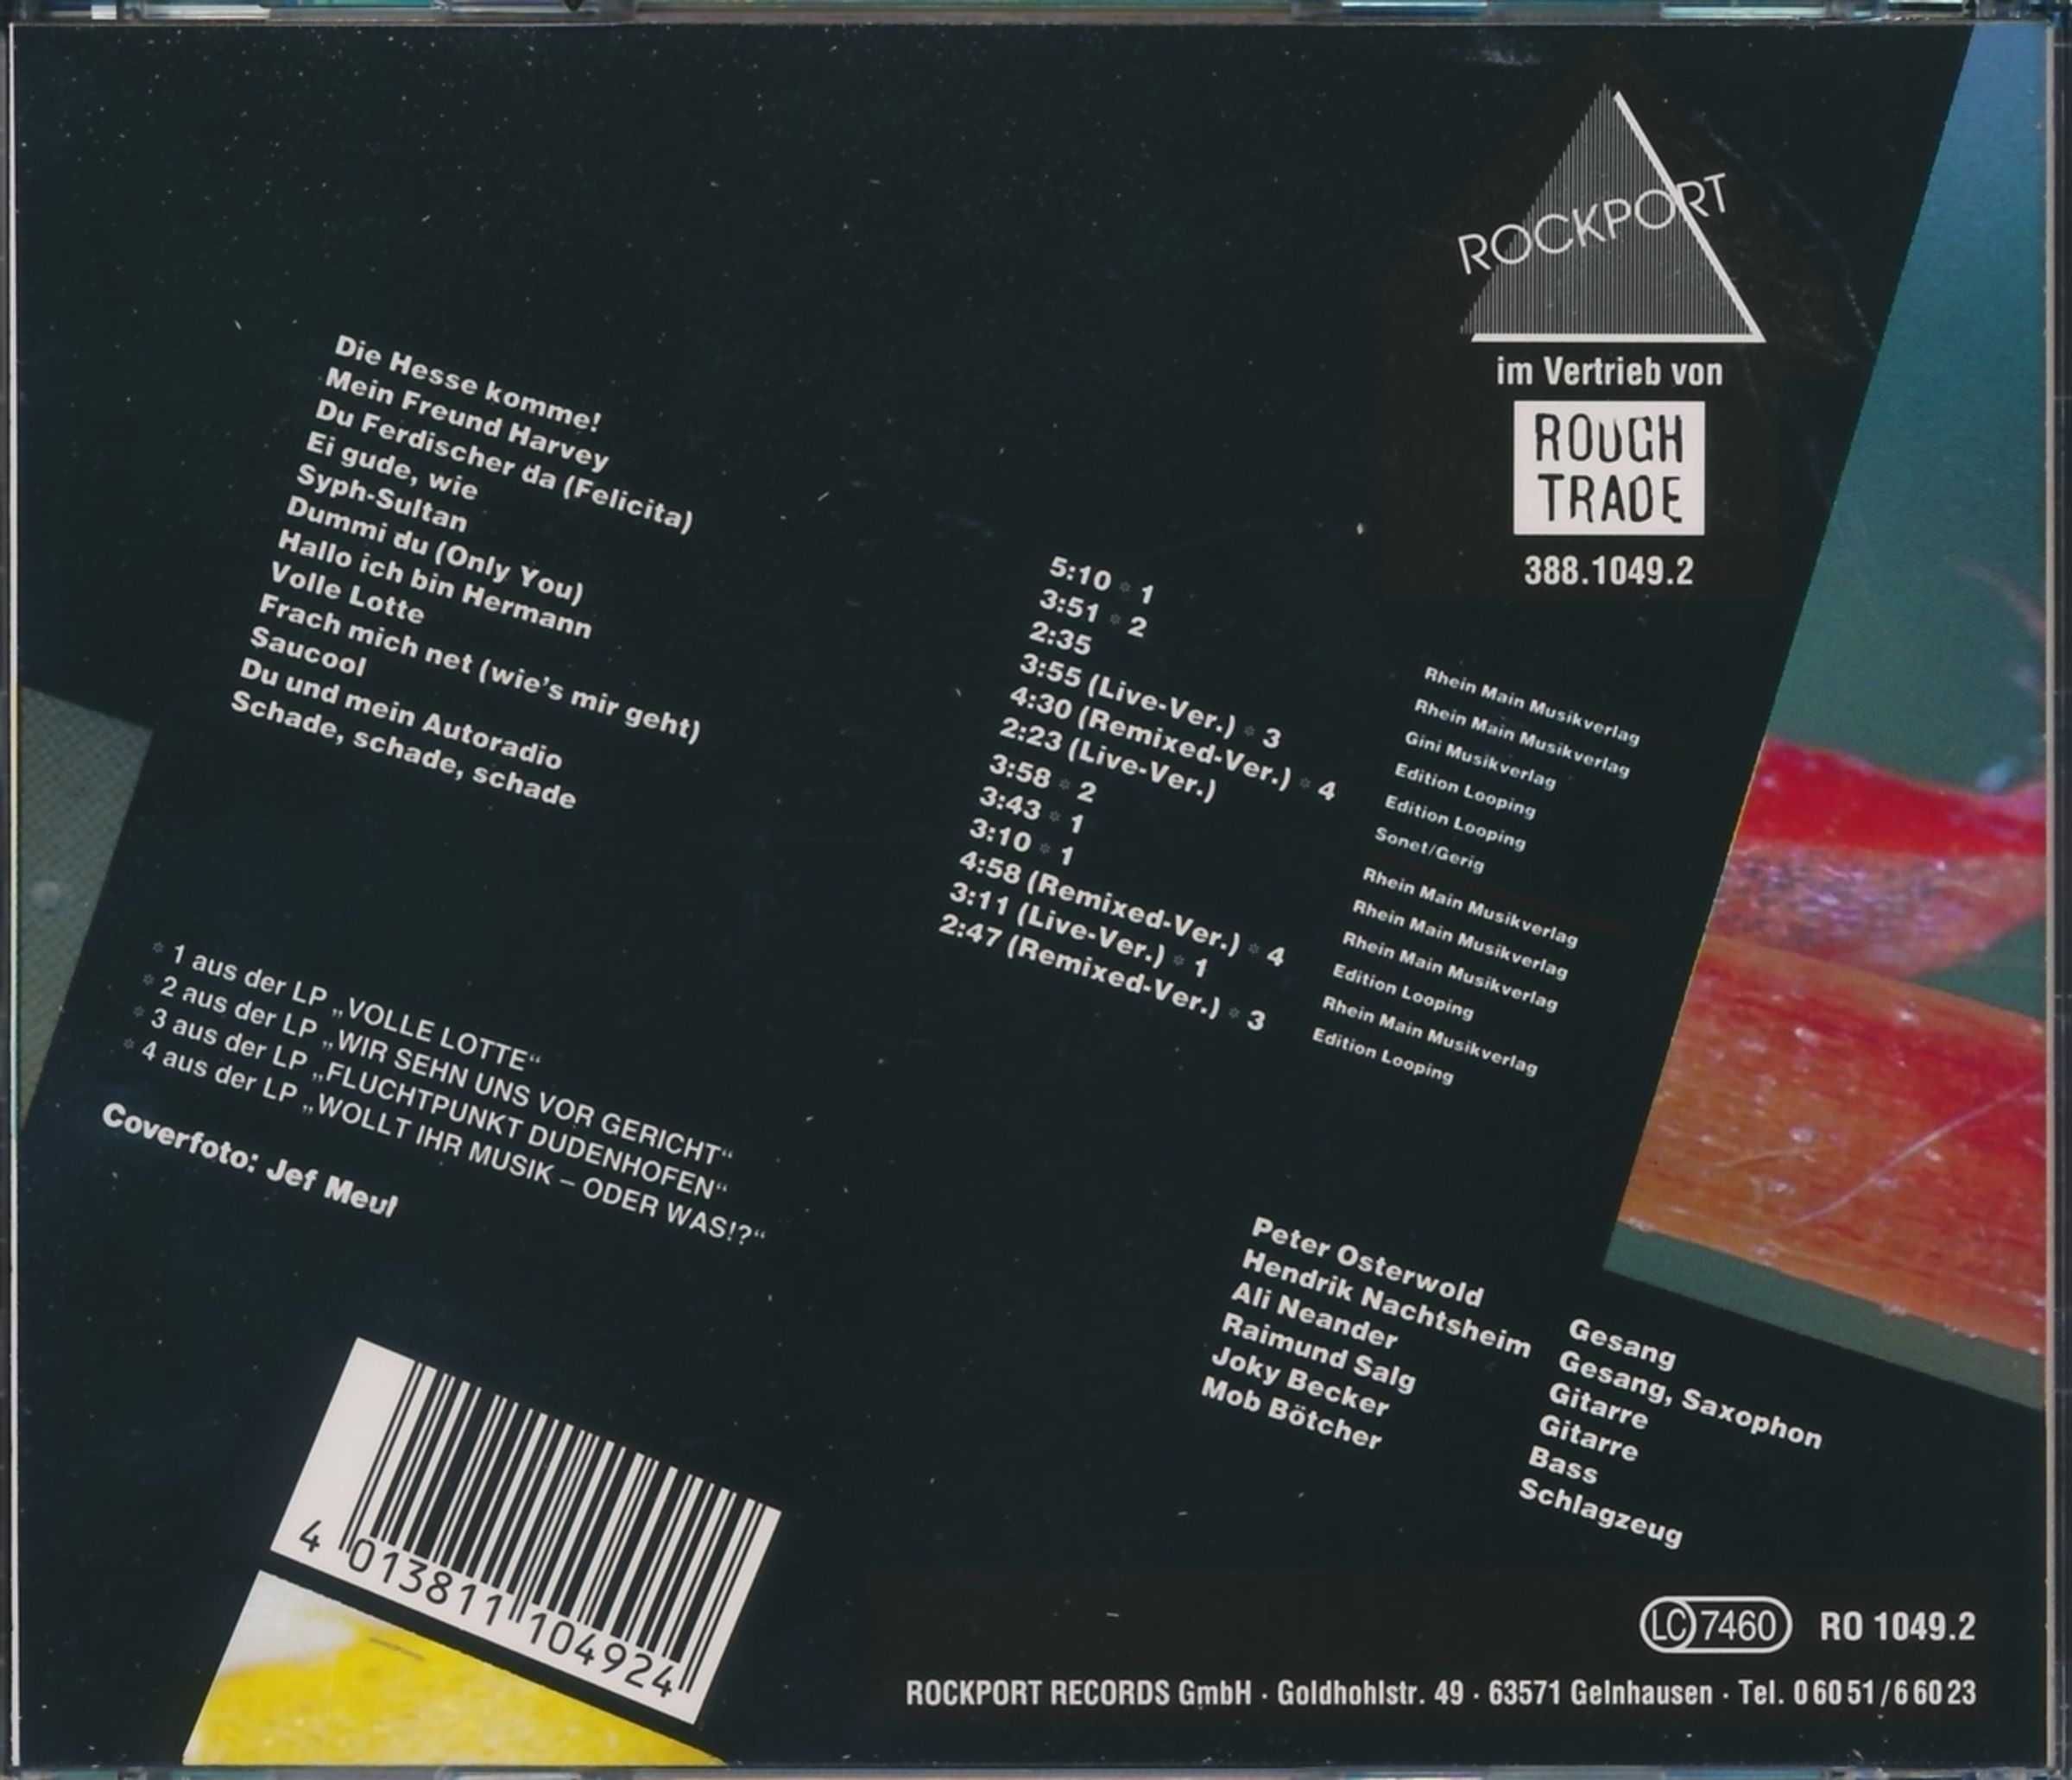 ROCKPORT
im Vertrieb von
ROUGH
TRADE
388.1049.2
Die Hesse komme!
Mein Freund Harvey
Du Ferdischer da (Felicita)
Ei gude, wie
Syph-Sultan
Dummi du (Only You)
Hallo ich bin Hermann
Volle Lotte
Frach mich net (wie's mir geht)
Saucool
Du und mein Autoradio
Schade, schade, schade
5:10 * 1
3:51 * 2
2:35
3:55 (Live-Ver.) * 3
4:30 (Remixed-Ver.) * 4
2:23 (Live-Ver.)
3:58 * 2
3:43 * 1
3:10 * 1
4:58 (Remixed-Ver.) * 4
3:11 (Live-Ver.) * 1
2:47 (Remixed-Ver.) * 3
Rhein Main Musikverlag
Rhein Main Musikverlag
Gini Musikverlag
Edition Looping
Edition Looping
Sonet/Gerig
Rhein Main Musikverlag
Rhein Main Musikverlag
Rhein Main Musikverlag
Edition Looping
Rhein Main Musikverlag
Edition Looping
* 1 aus der LP „VOLLE LOTTE“
* 2 aus der LP „WIR SEHN UNS VOR GERICHT“
* 3 aus der LP „FLUCHTPUNKT DUDENHOFEN“
* 4 aus der LP „WOLLT IHR MUSIK – ODER WAS!?“
Coverfoto: Jef Meul
Peter Osterwold Gesang
Hendrik Nachtsheim Gesang, Saxophon
Ali Neander Gitarre
Raimund Salg Gitarre
Joky Becker Bass
Mob Bötcher Schlagzeug
4 013811 104924
LC 7460 RO 1049.2
ROCKPORT RECORDS GmbH · Goldhohlstr. 49 · 63571 Gelnhausen · Tel. 0 60 51 / 6 60 23